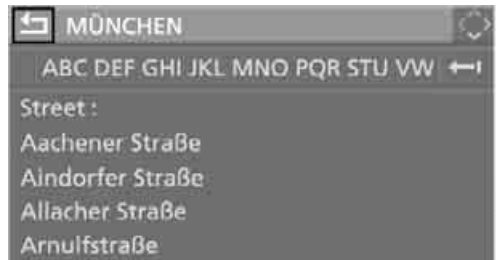 MÜNCHEN
ABC DEF GHI JKL MNO PQR STU VW
Street :
Aachener Straße
Aindorfer Straße
Allacher Straße
Arnulfstraße